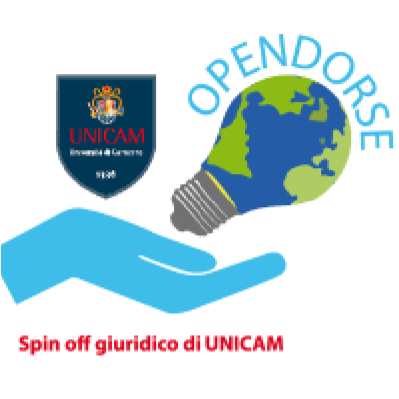 OPENDORSE
UNICAM
Università di Camerino
1336
Spin off giuridico di UNICAM